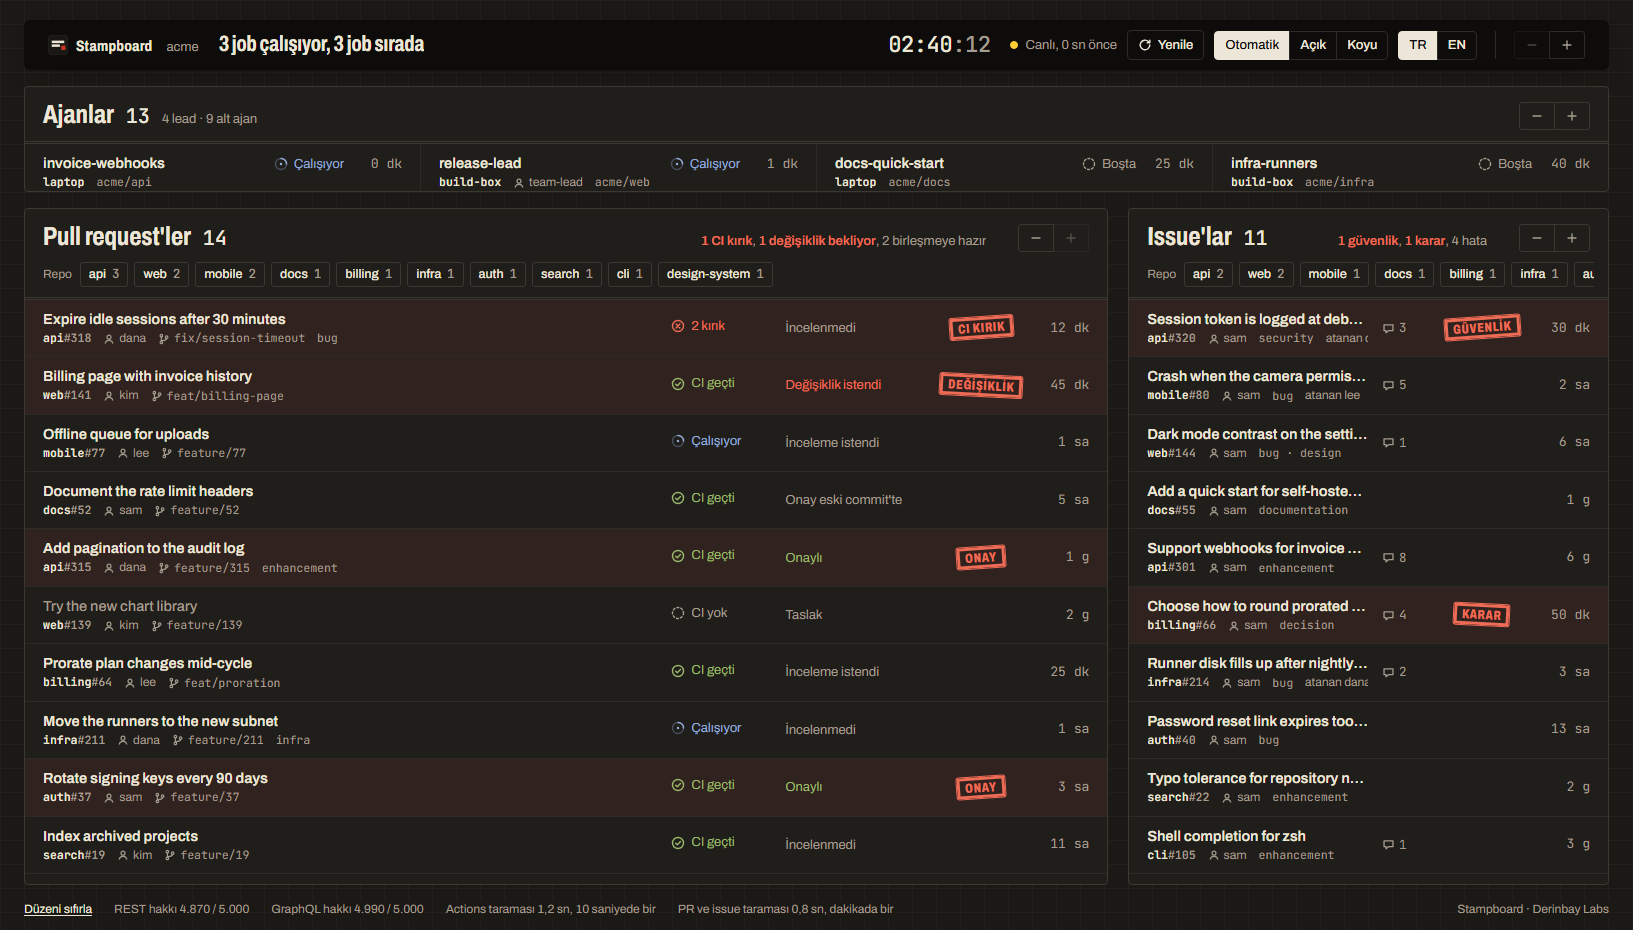 Stampboard acme 3 job çalışıyor, 3 job sırada 02:40:12 Canlı, 0 sn önce Yenile Otomatik Açık Koyu TR EN − +
Ajanlar 13 4 lead · 9 alt ajan − +
invoice-webhooks Çalışıyor 0 dk
laptop acme/api
release-lead Çalışıyor 1 dk
build-box team-lead acme/web
docs-quick-start Boşta 25 dk
laptop acme/docs
infra-runners Boşta 40 dk
build-box acme/infra
Pull request'ler 14 1 CI kırık, 1 değişiklik bekliyor, 2 birleşmeye hazır − +
Repo api 3 web 2 mobile 2 docs 1 billing 1 infra 1 auth 1 search 1 cli 1 design-system 1
Expire idle sessions after 30 minutes 2 kırık İncelenmedi CI KIRIK 12 dk
api#318 dana fix/session-timeout bug
Billing page with invoice history CI geçti Değişiklik istendi DEĞİŞİKLİK 45 dk
web#141 kim feat/billing-page
Offline queue for uploads Çalışıyor İnceleme istendi 1 sa
mobile#77 lee feature/77
Document the rate limit headers CI geçti Onay eski commit'te 5 sa
docs#52 sam feature/52
Add pagination to the audit log CI geçti Onaylı ONAY 1 g
api#315 dana feature/315 enhancement
Try the new chart library CI yok Taslak 2 g
web#139 kim feature/139
Prorate plan changes mid-cycle CI geçti İnceleme istendi 25 dk
billing#64 lee feat/proration
Move the runners to the new subnet Çalışıyor İncelenmedi 1 sa
infra#211 dana feature/211 infra
Rotate signing keys every 90 days CI geçti Onaylı ONAY 3 sa
auth#37 sam feature/37
Index archived projects CI geçti İncelenmedi 11 sa
search#19 kim feature/19
Issue'lar 11 1 güvenlik, 1 karar, 4 hata − +
Repo api 2 web 2 mobile 1 docs 1 billing 1 infra 1 au
Session token is logged at deb... 3 GÜVENLİK 30 dk
api#320 sam security atanan
Crash when the camera permis... 5 2 sa
mobile#80 sam bug atanan lee
Dark mode contrast on the setti... 1 6 sa
web#144 sam bug · design
Add a quick start for self-hoste... 1 g
docs#55 sam documentation
Support webhooks for invoice ... 8 6 g
api#301 sam enhancement
Choose how to round prorated ... 4 KARAR 50 dk
billing#66 sam decision
Runner disk fills up after nightly... 2 3 sa
infra#214 sam bug atanan dana
Password reset link expires too... 13 sa
auth#40 sam bug
Typo tolerance for repository n... 2 g
search#22 sam enhancement
Shell completion for zsh 1 3 g
cli#105 sam enhancement
Düzeni sıfırla REST hakkı 4.870 / 5.000 GraphQL hakkı 4.990 / 5.000 Actions taraması 1,2 sn, 10 saniyede bir PR ve issue taraması 0,8 sn, dakikada bir Stampboard · Derinbay Labs